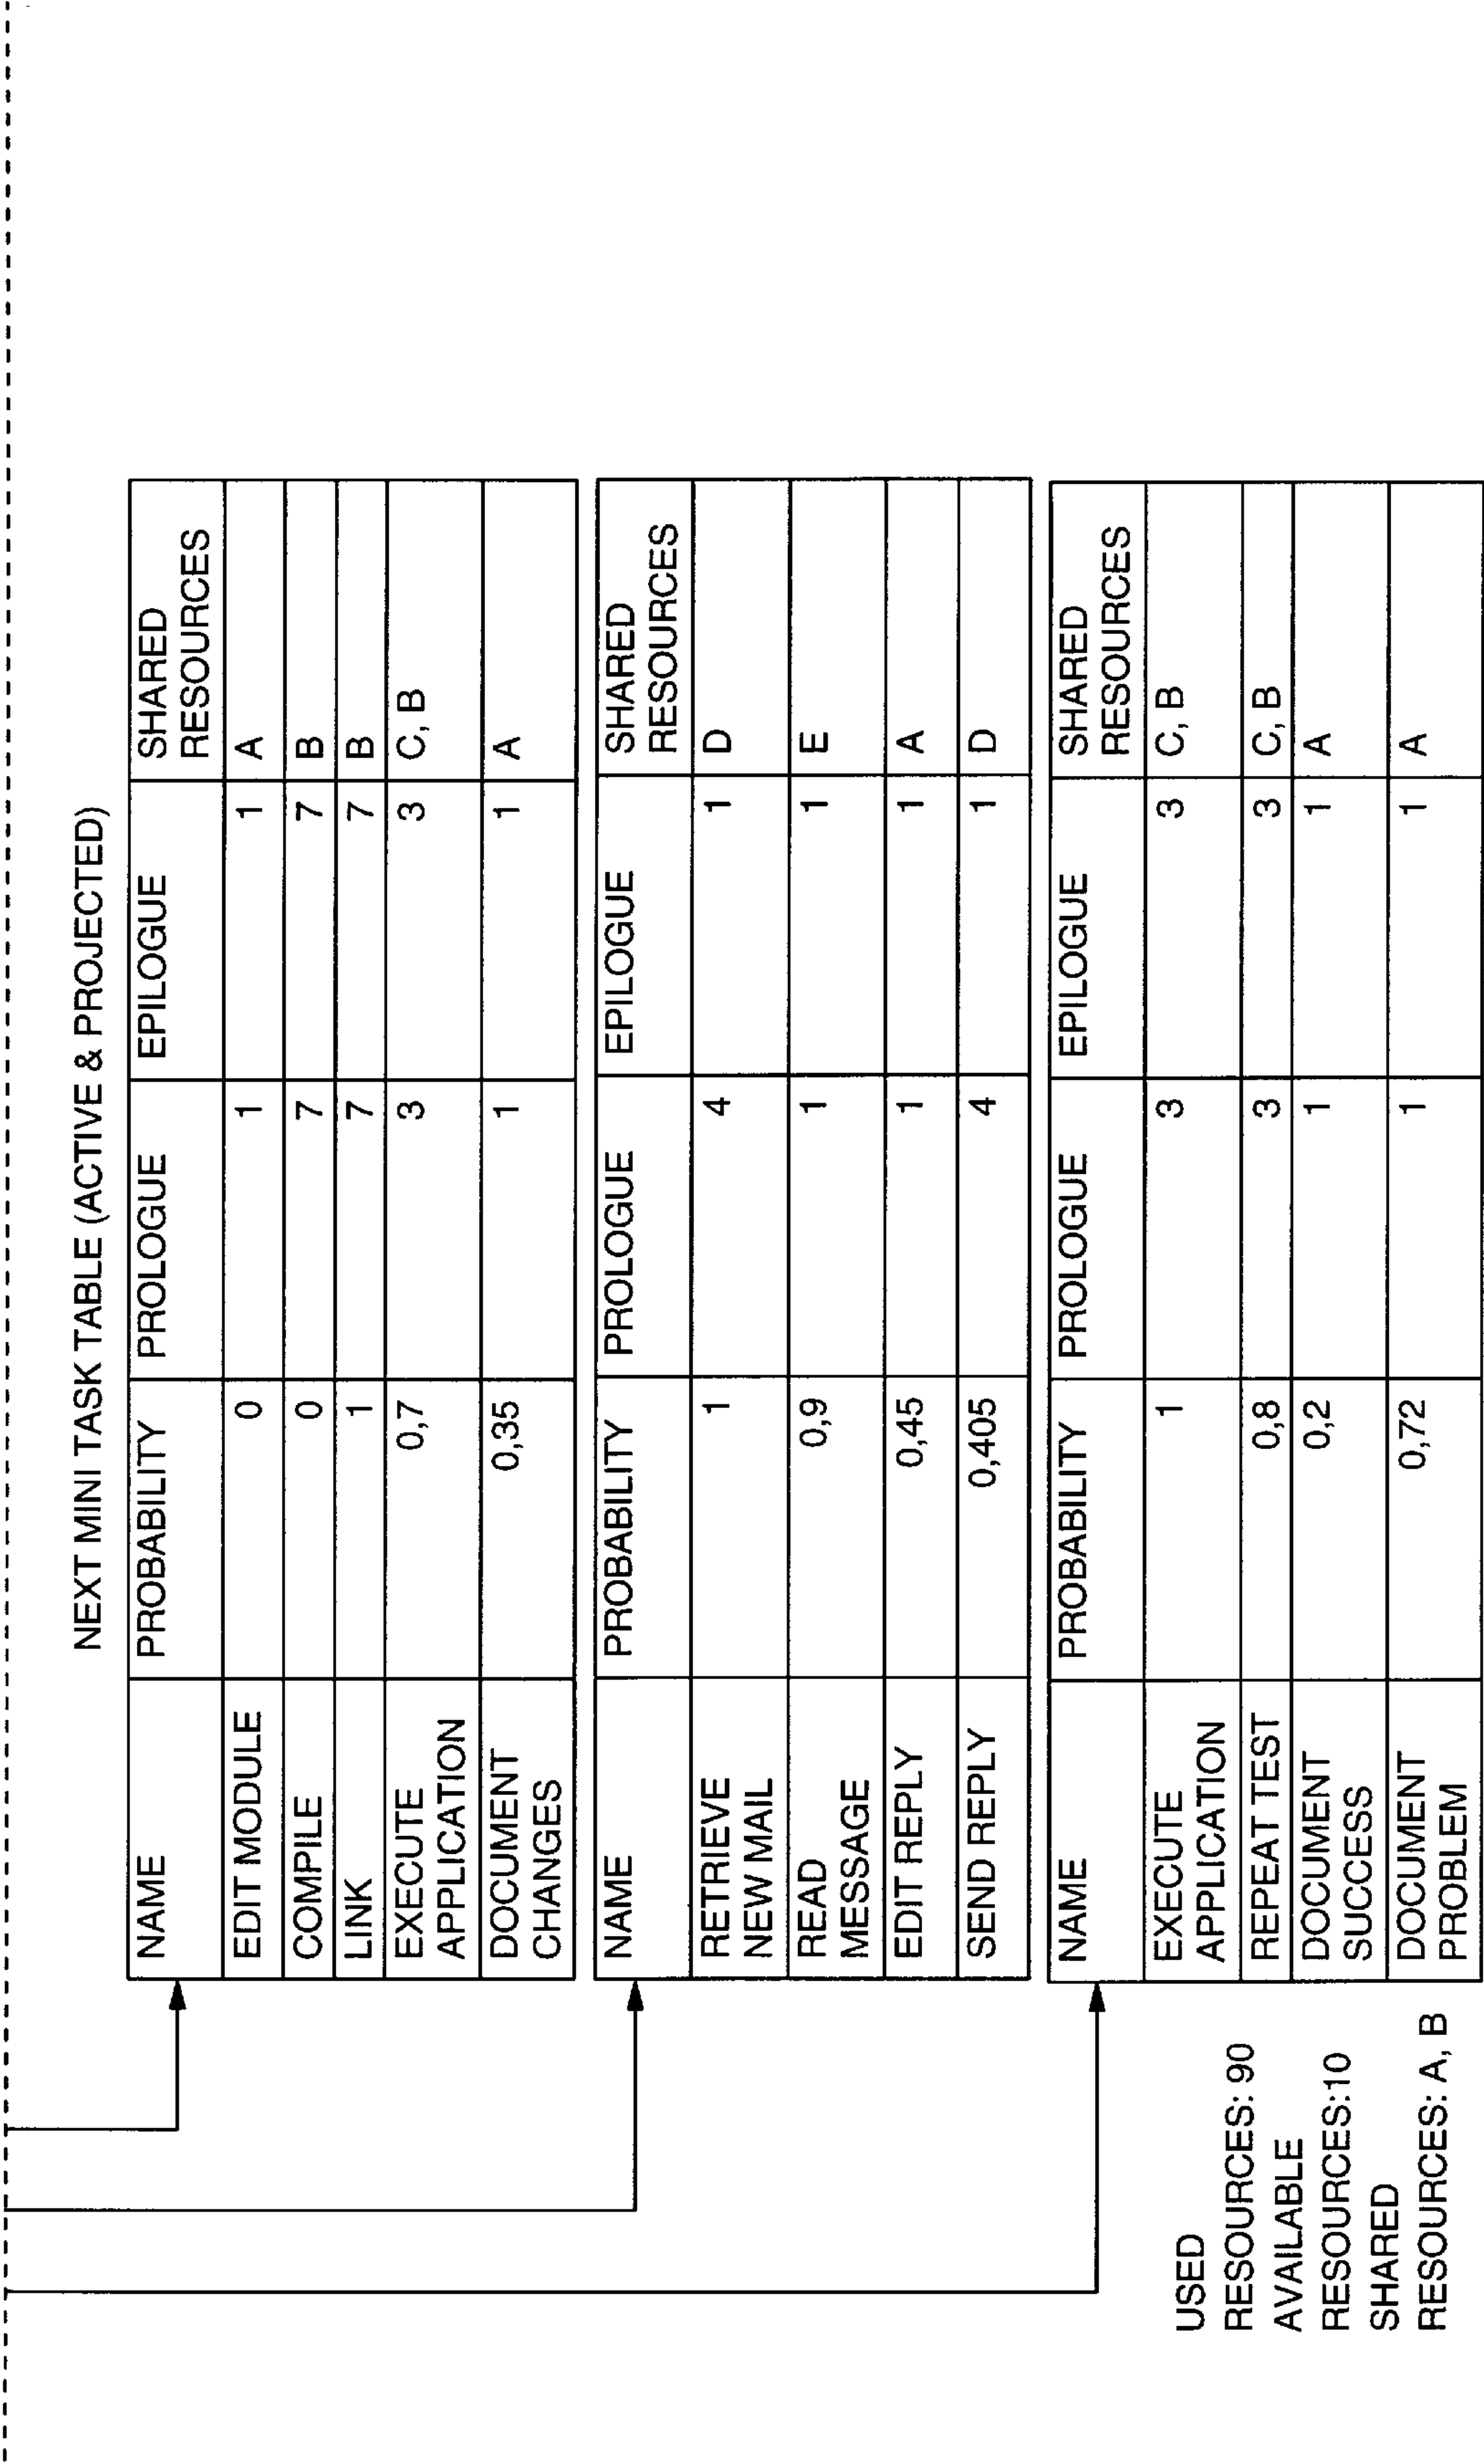 NEXT MINI TASK TABLE (ACTIVE & PROJECTED)
NAME PROBABILITY PROLOGUE EPILOGUE SHARED
RESOURCES
EDIT MODULE 0 1 1 A
COMPILE 0 7 7 B
LINK 1 7 7 B
EXECUTE 0,7 3 3 C, B
APPLICATION
DOCUMENT 0,35 1 1 A
CHANGES
NAME PROBABILITY PROLOGUE EPILOGUE SHARED
RESOURCES
RETRIEVE 1 4 1 D
NEW MAIL
READ 0,9 1 1 E
MESSAGE
EDIT REPLY 0,45 1 1 A
SEND REPLY 0,405 4 1 D
NAME PROBABILITY PROLOGUE EPILOGUE SHARED
RESOURCES
EXECUTE 1 3 3 C, B
APPLICATION
REPEAT TEST 0,8 3 3 C, B
DOCUMENT 0,2 1 1 A
SUCCESS
DOCUMENT 0,72 1 1 A
PROBLEM
USED
RESOURCES: 90
AVAILABLE
RESOURCES:10
SHARED
RESOURCES: A, B